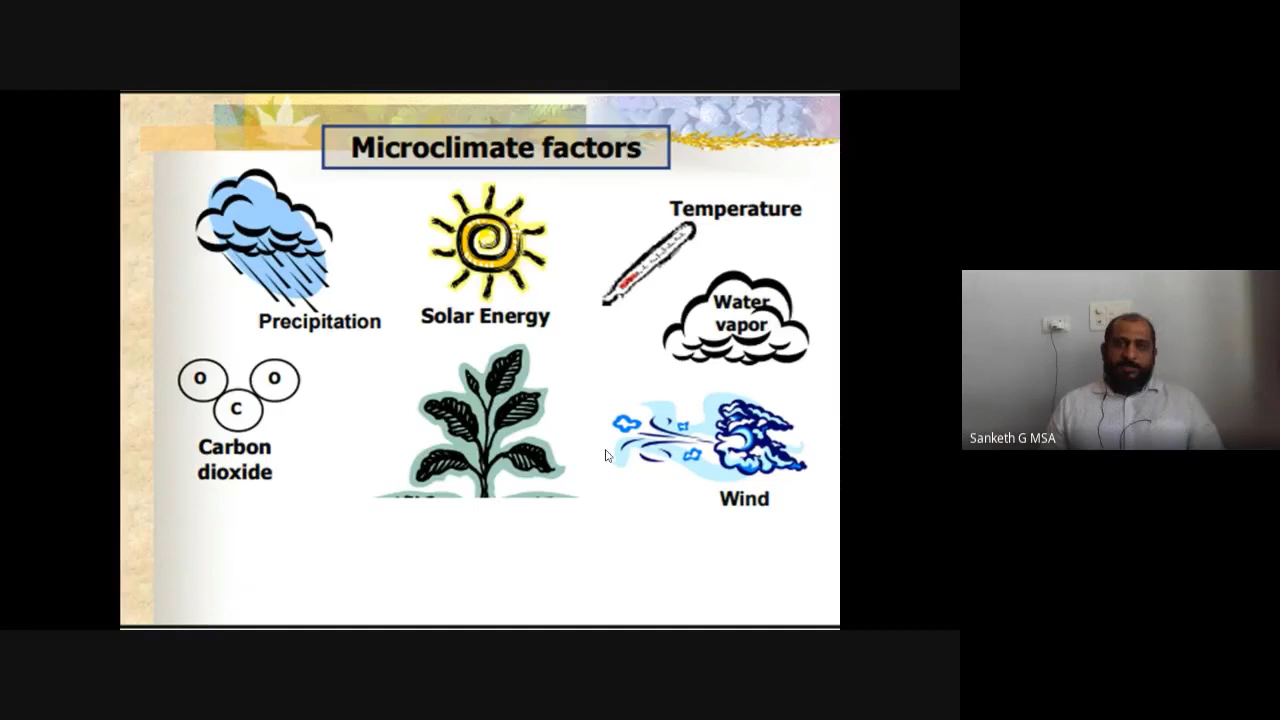 Microclimate factors
Precipitation
Solar Energy
Temperature
Water
vapor
O O
C
Carbon
dioxide
Wind
Sanketh G MSA